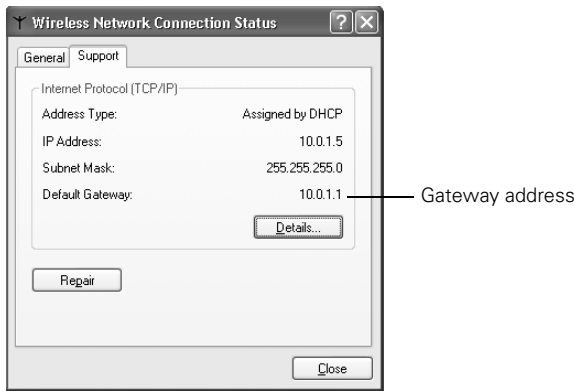 Wireless Network Connection Status
General Support
Internet Protocol (TCP/IP)
Address Type: Assigned by DHCP
IP Address: 10.0.1.5
Subnet Mask: 255.255.255.0
Default Gateway: 10.0.1.1 Gateway address
Details...
Repair
Close